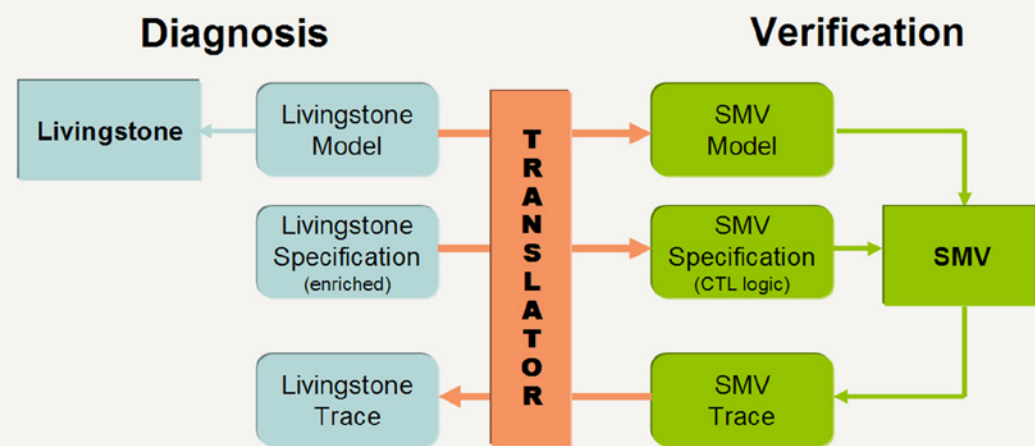 Diagnosis
Verification
Livingstone
Livingstone
Model
TRANSLATOR
SMV
Model
Livingstone
Specification
(enriched)
SMV
Specification
(CTL logic)
SMV
Livingstone
Trace
SMV
Trace